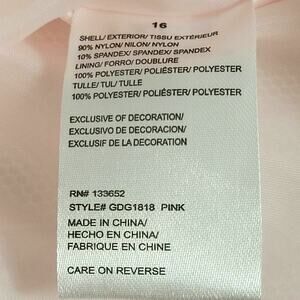 16
SHELL/ EXTERIOR/ TISSU EXTÉRIEUR
90% NYLON/ NILON/ NYLON
10% SPANDEX/ SPANDEX/ SPANDEX
LINING/ FORRO/ DOUBLURE
100% POLYESTER/ POLIÉSTER/ POLYESTER
TULLE/ TUL/ TULLE
100% POLYESTER/ POLIÉSTER/ POLYESTER
EXCLUSIVE OF DECORATION/
EXCLUSIVO DE DECORACION/
EXCLUSIF DE LA DECORATION
RN# 133652
STYLE# GDG1818 PINK
MADE IN CHINA/
HECHO EN CHINA/
FABRIQUE EN CHINE
CARE ON REVERSE